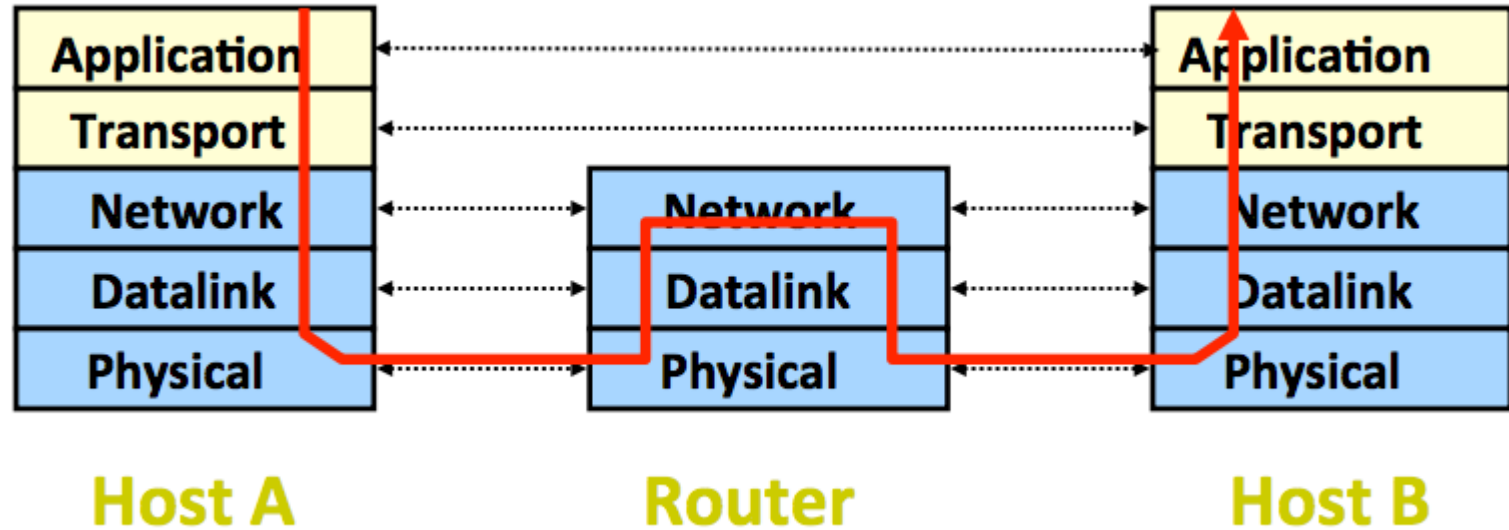 Application
Transport
Network
Datalink
Physical
Host A
Network
Datalink
Physical
Router
Application
Transport
Network
Datalink
Physical
Host B